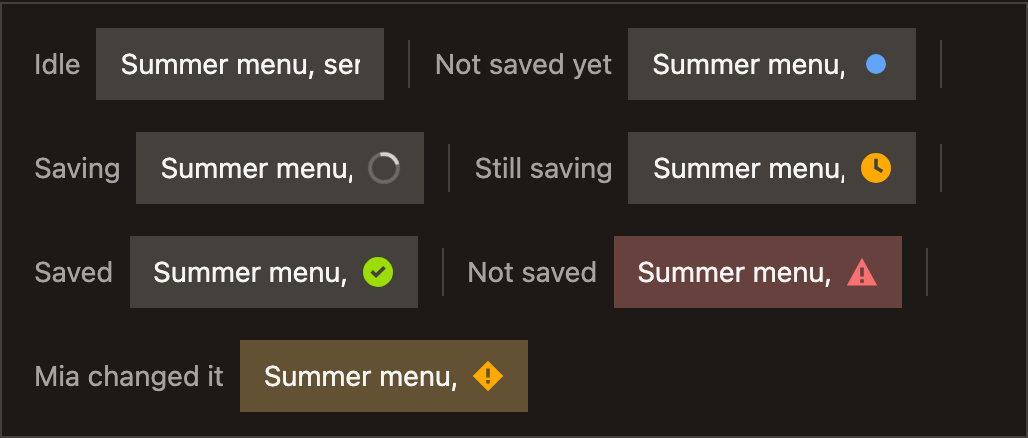 Idle Summer menu, ser Not saved yet Summer menu,
Saving Summer menu, Still saving Summer menu,
Saved Summer menu, Not saved Summer menu,
Mia changed it Summer menu,